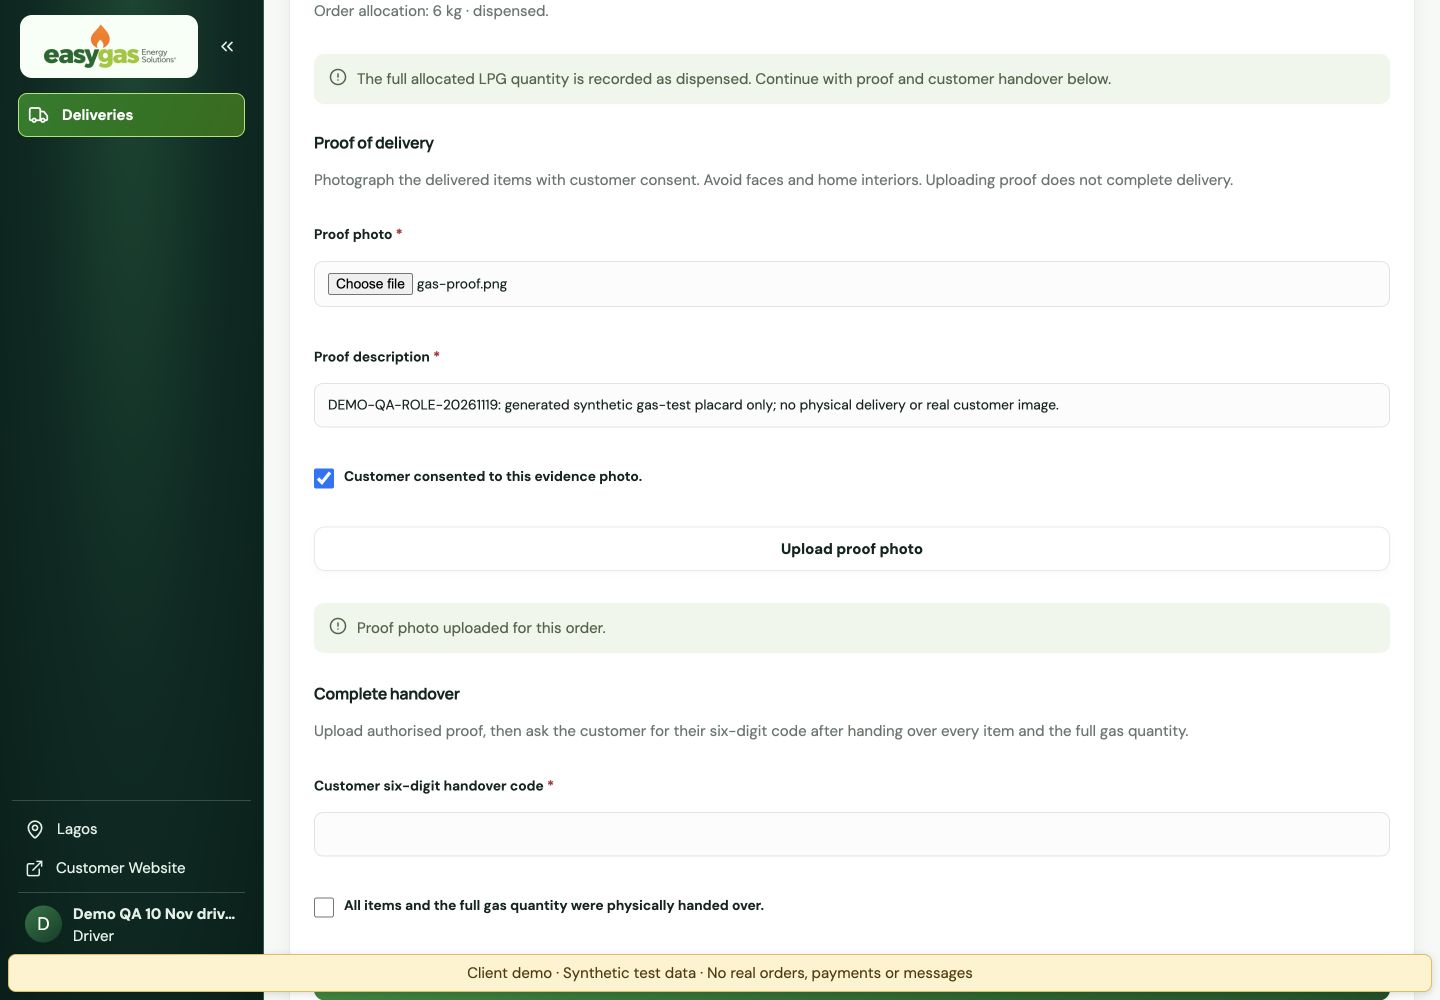 easygas Energy Solutions
Deliveries
Lagos
Customer Website
D
Demo QA 10 Nov driv...
Driver
Order allocation: 6 kg · dispensed.
The full allocated LPG quantity is recorded as dispensed. Continue with proof and customer handover below.
Proof of delivery
Photograph the delivered items with customer consent. Avoid faces and home interiors. Uploading proof does not complete delivery.
Proof photo *
Choose file gas-proof.png
Proof description *
DEMO-QA-ROLE-20261119: generated synthetic gas-test placard only; no physical delivery or real customer image.
Customer consented to this evidence photo.
Upload proof photo
Proof photo uploaded for this order.
Complete handover
Upload authorised proof, then ask the customer for their six-digit code after handing over every item and the full gas quantity.
Customer six-digit handover code *
All items and the full gas quantity were physically handed over.
Client demo · Synthetic test data · No real orders, payments or messages